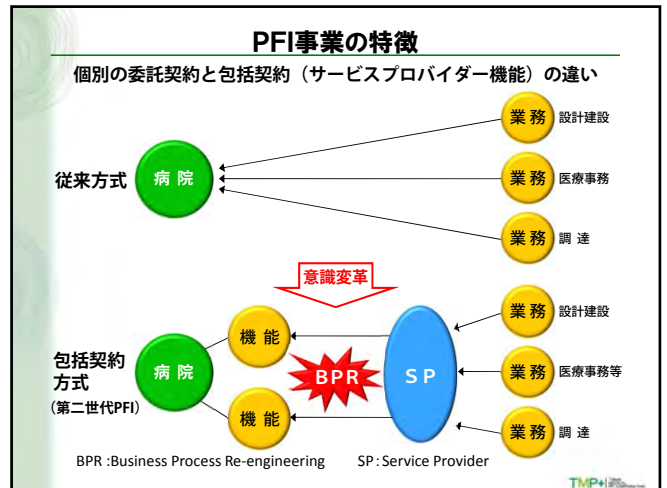 PFI事業の特徴
個別の委託契約と包括契約（サービスプロバイダー機能）の違い
業 務 設計建設
従来方式 病 院 業 務 医療事務
業 務 調 達
意識変革
業 務 設計建設
機 能
包括契約
方式
(第二世代PFI)
病 院 BPR SP 業 務 医療事務等
機 能
業 務 調 達
BPR :Business Process Re-engineering SP：Service Provider
TMP+